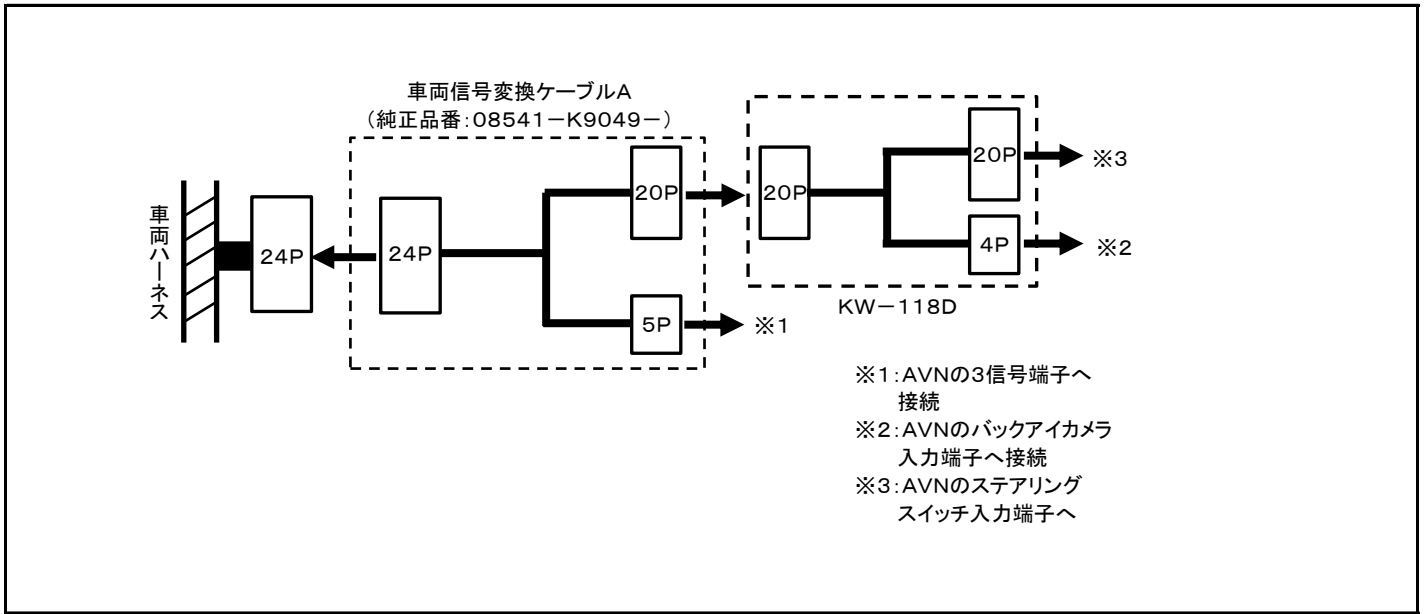 車両信号変換ケーブルA
（純正品番：08541－K9049－）
車両ハーネス
24P
24P
20P
5P
※1
20P
20P
※3
4P
※2
KW－118D
※1：AVNの3信号端子へ
接続
※2：AVNのバックアイカメラ
入力端子へ接続
※3：AVNのステアリング
スイッチ入力端子へ